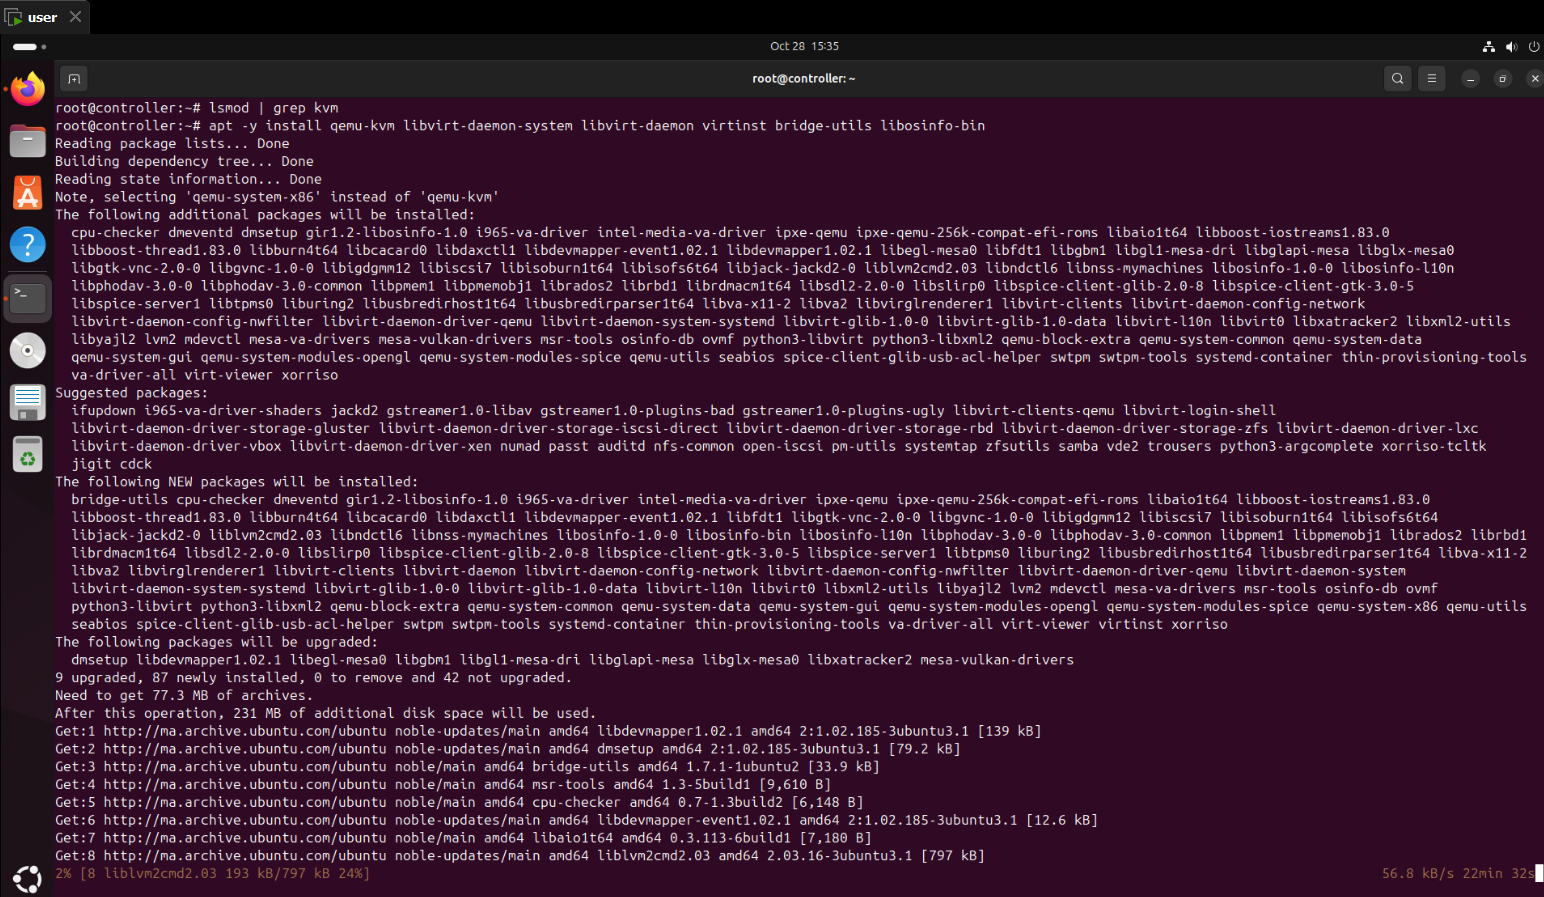 user
Oct 28 15:35
root@controller: ~
root@controller:~# lsmod | grep kvm
root@controller:~# apt -y install qemu-kvm libvirt-daemon-system libvirt-daemon virtinst bridge-utils libosinfo-bin
Reading package lists... Done
Building dependency tree... Done
Reading state information... Done
Note, selecting 'qemu-system-x86' instead of 'qemu-kvm'
The following additional packages will be installed:
cpu-checker dmeventd dmsetup gir1.2-libosinfo-1.0 i965-va-driver intel-media-va-driver ipxe-qemu ipxe-qemu-256k-compat-efi-roms libaio1t64 libboost-iostreams1.83.0
libboost-thread1.83.0 libburn4t64 libcacard0 libdaxctl1 libdevmapper-event1.02.1 libdevmapper1.02.1 libegl-mesa0 libfdt1 libgbm1 libgl1-mesa-dri libglapi-mesa libglx-mesa0
libgtk-vnc-2.0-0 libgvnc-1.0-0 libigdgmm12 libiscsi7 libisoburn1t64 libisofs6t64 libjack-jackd2-0 liblvm2cmd2.03 libndctl6 libnss-mymachines libosinfo-1.0-0 libosinfo-l10n
libphodav-3.0-0 libphodav-3.0-common libpmem1 libpmemobj1 librados2 librbd1 librdmacm1t64 libsdl2-2.0-0 libslirp0 libspice-client-glib-2.0-8 libspice-client-gtk-3.0-5
libspice-server1 libtpms0 liburing2 libusbredirhost1t64 libusbredirparser1t64 libva-x11-2 libva2 libvirglrenderer1 libvirt-clients libvirt-daemon-config-network
libvirt-daemon-config-nwfilter libvirt-daemon-driver-qemu libvirt-daemon-system-systemd libvirt-glib-1.0-0 libvirt-glib-1.0-data libvirt-l10n libvirt0 libxatracker2 libxml2-utils
libyajl2 lvm2 mdevctl mesa-va-drivers mesa-vulkan-drivers msr-tools osinfo-db ovmf python3-libvirt python3-libxml2 qemu-block-extra qemu-system-common qemu-system-data
qemu-system-gui qemu-system-modules-opengl qemu-system-modules-spice qemu-utils seabios spice-client-glib-usb-acl-helper swtpm swtpm-tools systemd-container thin-provisioning-tools
va-driver-all virt-viewer xorriso
Suggested packages:
ifupdown i965-va-driver-shaders jackd2 gstreamer1.0-libav gstreamer1.0-plugins-bad gstreamer1.0-plugins-ugly libvirt-clients-qemu libvirt-login-shell
libvirt-daemon-driver-storage-gluster libvirt-daemon-driver-storage-iscsi-direct libvirt-daemon-driver-storage-rbd libvirt-daemon-driver-storage-zfs libvirt-daemon-driver-lxc
libvirt-daemon-driver-vbox libvirt-daemon-driver-xen numad passt auditd nfs-common open-iscsi pm-utils systemtap zfsutils samba vde2 trousers python3-argcomplete xorriso-tcltk
jigit cdck
The following NEW packages will be installed:
bridge-utils cpu-checker dmeventd gir1.2-libosinfo-1.0 i965-va-driver intel-media-va-driver ipxe-qemu ipxe-qemu-256k-compat-efi-roms libaio1t64 libboost-iostreams1.83.0
libboost-thread1.83.0 libburn4t64 libcacard0 libdaxctl1 libdevmapper-event1.02.1 libfdt1 libgtk-vnc-2.0-0 libgvnc-1.0-0 libigdgmm12 libiscsi7 libisoburn1t64 libisofs6t64
libjack-jackd2-0 liblvm2cmd2.03 libndctl6 libnss-mymachines libosinfo-1.0-0 libosinfo-bin libosinfo-l10n libphodav-3.0-0 libphodav-3.0-common libpmem1 libpmemobj1 librados2 librbd1
librdmacm1t64 libsdl2-2.0-0 libslirp0 libspice-client-glib-2.0-8 libspice-client-gtk-3.0-5 libspice-server1 libtpms0 liburing2 libusbredirhost1t64 libusbredirparser1t64 libva-x11-2
libva2 libvirglrenderer1 libvirt-clients libvirt-daemon libvirt-daemon-config-network libvirt-daemon-config-nwfilter libvirt-daemon-driver-qemu libvirt-daemon-system
libvirt-daemon-system-systemd libvirt-glib-1.0-0 libvirt-glib-1.0-data libvirt-l10n libvirt0 libxml2-utils libyajl2 lvm2 mdevctl mesa-va-drivers msr-tools osinfo-db ovmf
python3-libvirt python3-libxml2 qemu-block-extra qemu-system-common qemu-system-data qemu-system-gui qemu-system-modules-opengl qemu-system-modules-spice qemu-system-x86 qemu-utils
seabios spice-client-glib-usb-acl-helper swtpm swtpm-tools systemd-container thin-provisioning-tools va-driver-all virt-viewer virtinst xorriso
The following packages will be upgraded:
dmsetup libdevmapper1.02.1 libegl-mesa0 libgbm1 libgl1-mesa-dri libglapi-mesa libglx-mesa0 libxatracker2 mesa-vulkan-drivers
9 upgraded, 87 newly installed, 0 to remove and 42 not upgraded.
Need to get 77.3 MB of archives.
After this operation, 231 MB of additional disk space will be used.
Get:1 http://ma.archive.ubuntu.com/ubuntu noble-updates/main amd64 libdevmapper1.02.1 amd64 2:1.02.185-3ubuntu3.1 [139 kB]
Get:2 http://ma.archive.ubuntu.com/ubuntu noble-updates/main amd64 dmsetup amd64 2:1.02.185-3ubuntu3.1 [79.2 kB]
Get:3 http://ma.archive.ubuntu.com/ubuntu noble/main amd64 bridge-utils amd64 1.7.1-1ubuntu2 [33.9 kB]
Get:4 http://ma.archive.ubuntu.com/ubuntu noble/main amd64 msr-tools amd64 1.3-5build1 [9,610 B]
Get:5 http://ma.archive.ubuntu.com/ubuntu noble/main amd64 cpu-checker amd64 0.7-1.3build2 [6,148 B]
Get:6 http://ma.archive.ubuntu.com/ubuntu noble-updates/main amd64 libdevmapper-event1.02.1 amd64 2:1.02.185-3ubuntu3.1 [12.6 kB]
Get:7 http://ma.archive.ubuntu.com/ubuntu noble/main amd64 libaio1t64 amd64 0.3.113-6build1 [7,180 B]
Get:8 http://ma.archive.ubuntu.com/ubuntu noble-updates/main amd64 liblvm2cmd2.03 amd64 2.03.16-3ubuntu3.1 [797 kB]
2% [8 liblvm2cmd2.03 193 kB/797 kB 24%] 56.8 kB/s 22min 32s